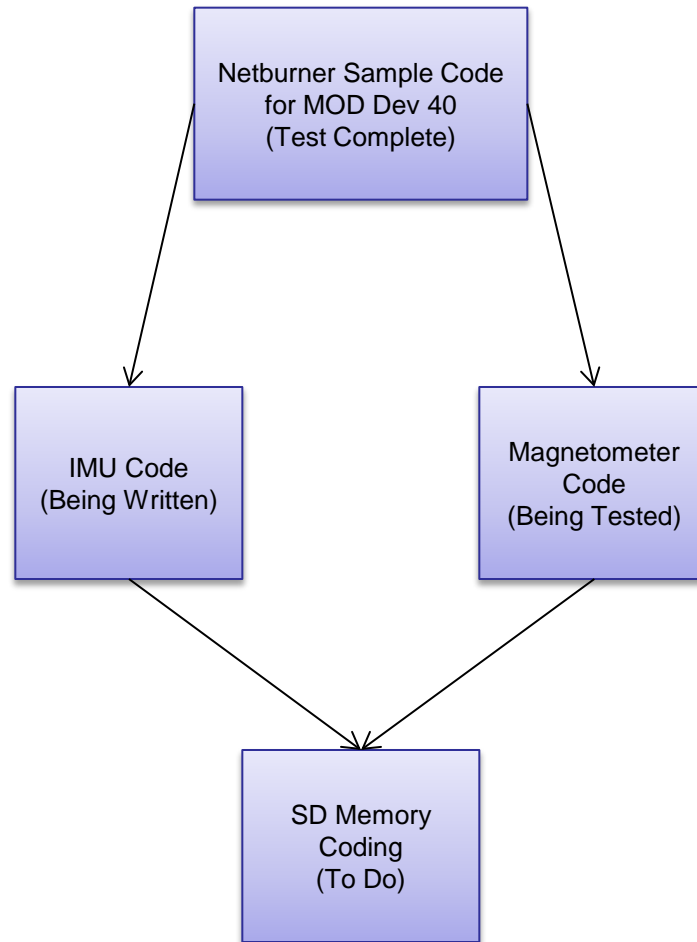 Netburner Sample Code
for MOD Dev 40
(Test Complete)
IMU Code
(Being Written)
Magnetometer
Code
(Being Tested)
SD Memory
Coding
(To Do)